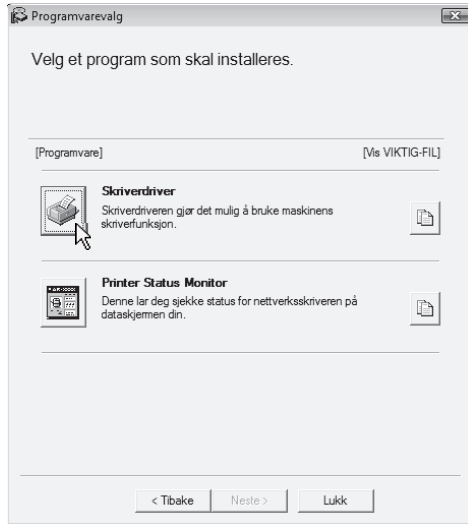 Programvarevalg
Velg et program som skal installeres.
[Programvare] [Vis VIKTIG-FIL]
Skriverdriver
Skriverdriveren gjør det mulig å bruke maskinens
skriverfunksjon.
Printer Status Monitor
Denne lar deg sjekke status for nettverksskriveren på
dataskjermen din.
< Tibake Neste > Lukk